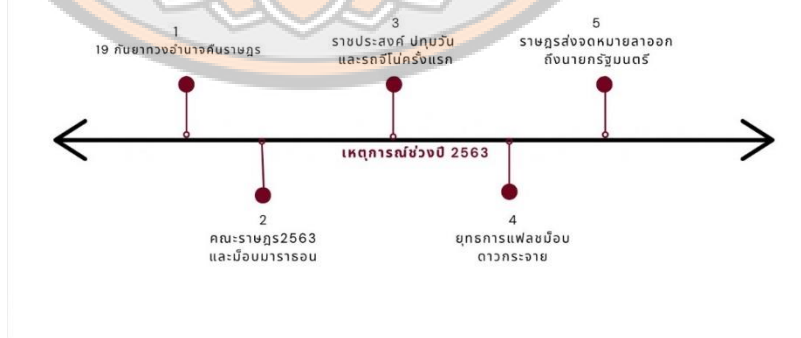 1
19 กันยาทวงอำนาจคืนราษฎร
3
ราชประสงค์ ปทุมวัน
และรถจีโน่ครั้งแรก
5
ราษฎรส่งจดหมายลาออก
ถึงนายกรัฐมนตรี
เหตุการณ์ช่วงปี 2563
2
คณะราษฎร2563
และม็อบมาราธอน
4
ยุทธการแฟลชม็อบ
ดาวกระจาย